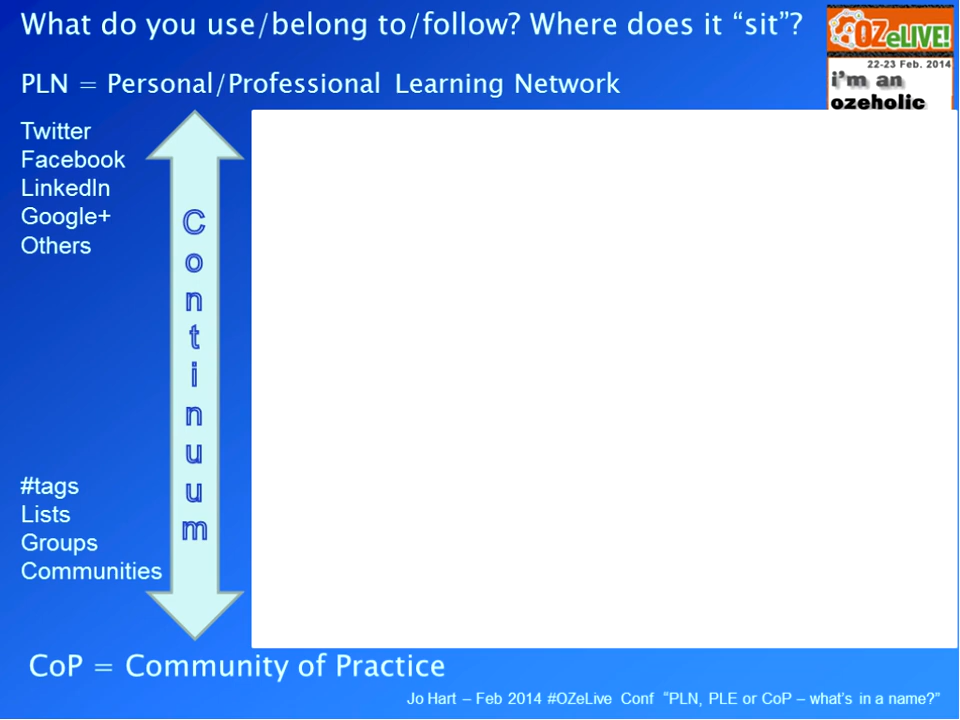 What do you use/belong to/follow? Where does it “sit”?
OZeLIVE!
22-23 Feb. 2014
i'm an
ozeholic
PLN = Personal/Professional Learning Network
Twitter
Facebook
LinkedIn
Google+
Others
C
o
n
t
i
n
u
u
m
#tags
Lists
Groups
Communities
CoP = Community of Practice
Jo Hart – Feb 2014 #OZeLive Conf “PLN, PLE or CoP – what’s in a name?”